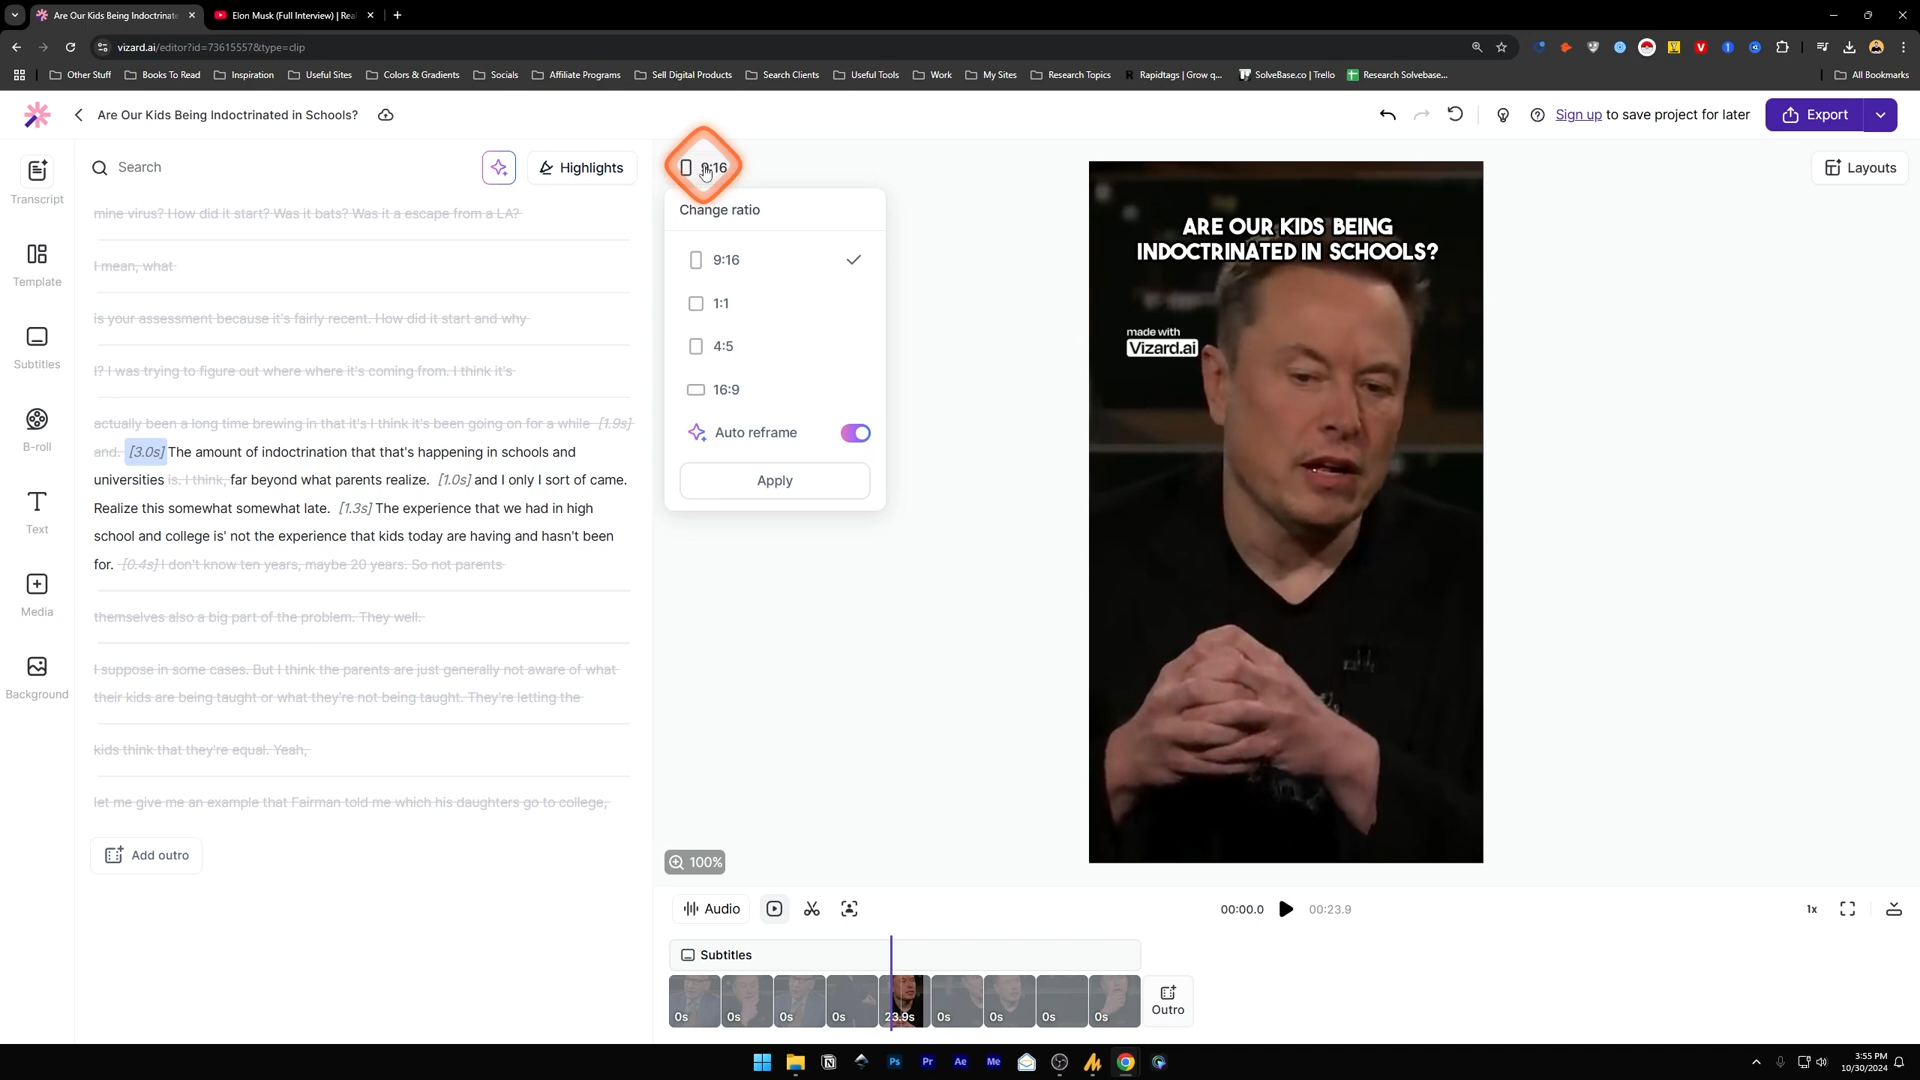 Are Our Kids Being Indoctrinate
Elon Musk (Full Interview) | Rea
vizard.ai/editor?id=73615557&type=clip
Other Stuff
Books To Read
Inspiration
Useful Sites
Colors & Gradients
Socials
Affiliate Programs
Sell Digital Products
Search Clients
Useful Tools
Work
My Sites
Research Topics
Rapidtags | Grow q...
SolveBase.co | Trello
Research Solvebase...
All Bookmarks
Are Our Kids Being Indoctrinated in Schools?
Sign up to save project for later
Export
Transcript
Template
Subtitles
B-roll
Text
Media
Background
Search
Highlights
mine virus? How did it start? Was it bats? Was it a escape from a LA?
I mean, what
is your assessment because it's fairly recent. How did it start and why
I? I was trying to figure out where where it's coming from. I think it's
actually been a long time brewing in that it's I think it's been going on for a while [1.9s]
and. [3.0s] The amount of indoctrination that that's happening in schools and
universities is. I think, far beyond what parents realize. [1.0s] and I only I sort of came.
Realize this somewhat somewhat late. [1.3s] The experience that we had in high
school and college is' not the experience that kids today are having and hasn't been
for. [0.4s] I don't know ten years, maybe 20 years. So not parents
themselves also a big part of the problem. They well.
I suppose in some cases. But I think the parents are just generally not aware of what
their kids are being taught or what they're not being taught. They're letting the
kids think that they're equal. Yeah,
let me give me an example that Fairman told me which his daughters go to college,
Add outro
9:16
Change ratio
9:16
1:1
4:5
16:9
Auto reframe
Apply
Layouts
ARE OUR KIDS BEING
INDOCTRINATED IN SCHOOLS?
made with
Vizard.ai
100%
Audio
00:00.0
00:23.9
1x
Subtitles
0s
0s
0s
0s
23.9s
0s
0s
0s
0s
Outro
Ps
Pr
Ae
Me
3:55 PM
10/30/2024